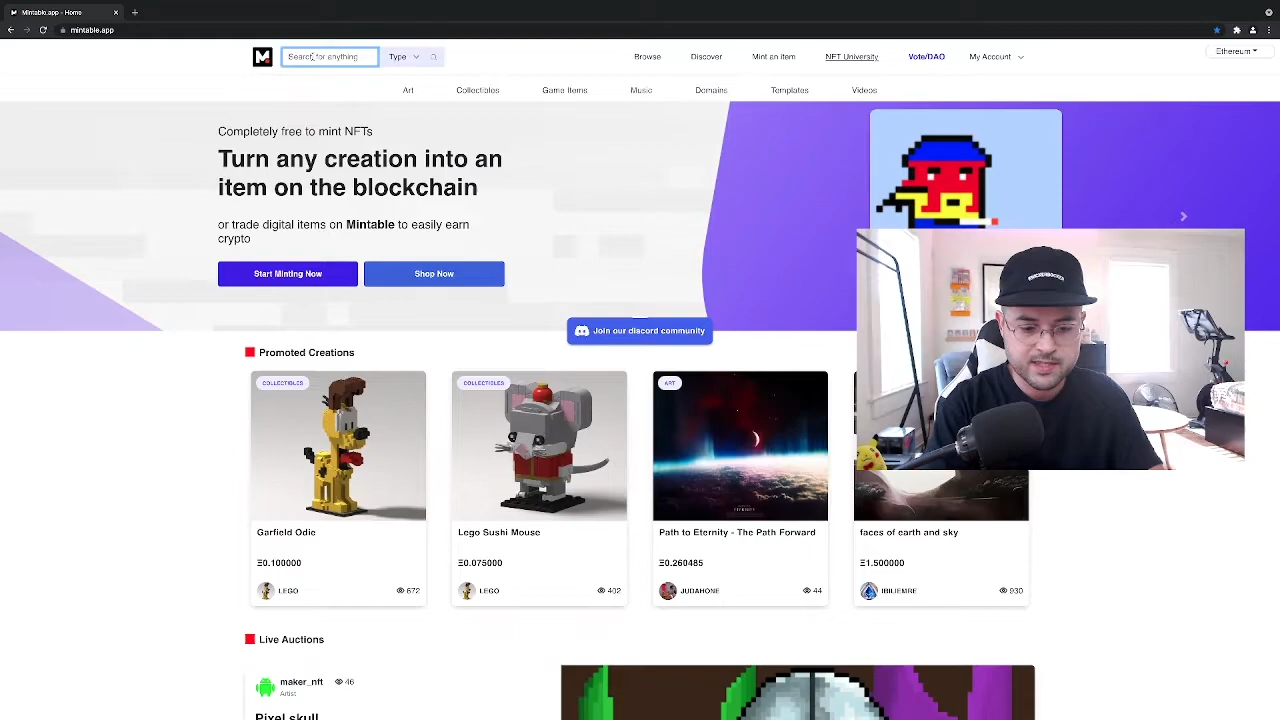 Mintable.app - Home
mintable.app
Search for anything
Type
Browse
Discover
Mint an item
NFT University
Vote/DAO
My Account
Ethereum
Art
Collectibles
Game Items
Music
Domains
Templates
Videos
Completely free to mint NFTs
Turn any creation into an
item on the blockchain
or trade digital items on Mintable to easily earn
crypto
Start Minting Now
Shop Now
Join our discord community
Promoted Creations
COLLECTIBLES
COLLECTIBLES
ART
Garfield Odie
Lego Sushi Mouse
Path to Eternity - The Path Forward
faces of earth and sky
Ξ0.100000
Ξ0.075000
Ξ0.260485
Ξ1.500000
LEGO
672
LEGO
402
JUDAHONE
44
IBILIEMRE
930
Live Auctions
maker_nft
46
Artist
Pixel skull